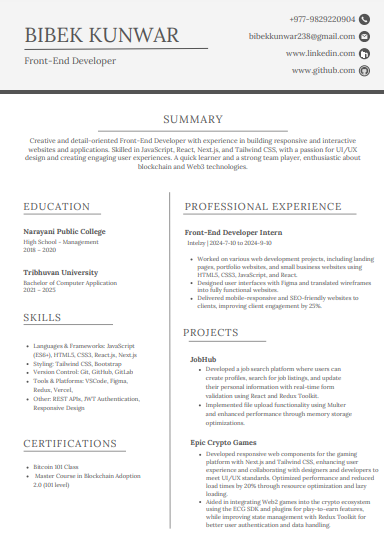 BIBEK KUNWAR
Front-End Developer
+977-9829220904
bibekkunwar238@gmail.com
www.linkedin.com
www.github.com
SUMMARY
Creative and detail-oriented Front-End Developer with experience in building responsive and interactive
websites and applications. Skilled in JavaScript, React, Next.js, and Tailwind CSS, with a passion for UI/UX
design and creating engaging user experiences. A quick learner and a strong team player, enthusiastic about
blockchain and Web3 technologies.
EDUCATION
Narayani Public College
High School - Management
2018 – 2020
Tribhuvan University
Bachelor of Computer Application
2021 – 2025
SKILLS
• Languages & Frameworks: JavaScript
(ES6+), HTML5, CSS3, React.js, Next.js
• Styling: Tailwind CSS, Bootstrap
• Version Control: Git, GitHub, GitLab
• Tools & Platforms: VSCode, Figma,
Redux, Vercel,
• Other: REST APIs, JWT Authentication,
Responsive Design
CERTIFICATIONS
• Bitcoin 101 Class
• Master Course in Blockchain Adoption
2.0 (101 level)
PROFESSIONAL EXPERIENCE
Front-End Developer Intern
Intelzy | 2024-7-10 to 2024-9-10
• Worked on various web development projects, including landing
pages, portfolio websites, and small business websites using
HTML5, CSS3, JavaScript, and React.
• Designed user interfaces with Figma and translated wireframes
into fully functional websites.
• Delivered mobile-responsive and SEO-friendly websites to
clients, improving client engagement by 25%.
PROJECTS
JobHub
• Developed a job search platform where users can
create profiles, search for job listings, and update
their personal information with real-time form
validation using React and Redux Toolkit.
• Implemented file upload functionality using Multer
and enhanced performance through memory storage
optimizations.
Epic Crypto Games
• Developed responsive web components for the gaming
platform with Next.js and Tailwind CSS, enhancing user
experience and collaborating with designers and developers to
meet UI/UX standards. Optimized performance and reduced
load times by 20% through resource optimization and lazy
loading.
• Aided in integrating Web2 games into the crypto ecosystem
using the ECG SDK and plugins for play-to-earn features,
while improving state management with Redux Toolkit for
better user authentication and data handling.